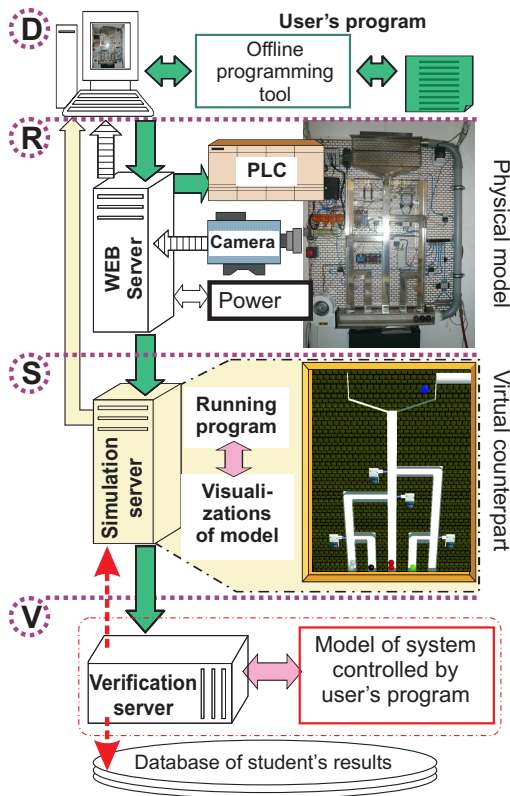 D
User's program
Offline
programming
tool
R
PLC
WEB
Server
Camera
Power
Physical model
S
Simulation
server
Running
program
Visuali-
zations
of model
Virtual counterpart
V
Verification
server
Model of system
controlled by
user's program
Database of student's results